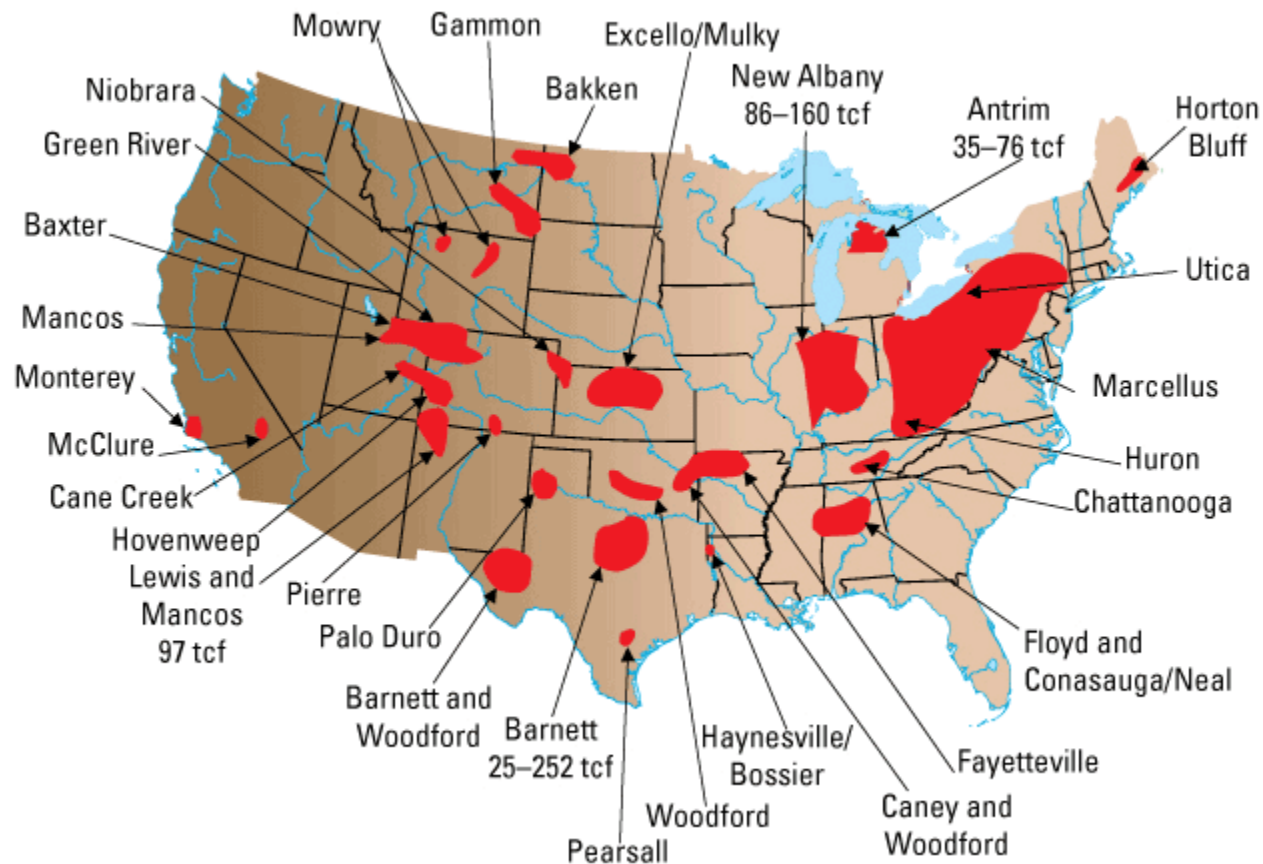 Mowry
Gammon
Excello/Mulky
Niobrara
Bakken
New Albany
86–160 tcf
Antrim
35–76 tcf
Horton
Bluff
Green River
Baxter
Utica
Mancos
Monterey
Marcellus
McClure
Huron
Cane Creek
Chattanooga
Hovenweep
Lewis and
Mancos
97 tcf
Pierre
Palo Duro
Floyd and
Conasauga/Neal
Barnett and
Woodford
Barnett
25–252 tcf
Haynesville/
Bossier
Fayetteville
Woodford
Caney and
Woodford
Pearsall